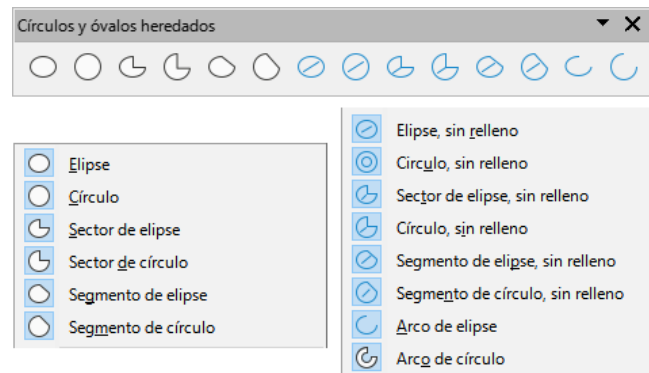 Círculos y óvalos heredados
Elipse
Círculo
Sector de elipse
Sector de círculo
Segmento de elipse
Segmento de círculo
Elipse, sin relleno
Circulo, sin relleno
Sector de elipse, sin relleno
Círculo, sin relleno
Segmento de elipse, sin relleno
Segmento de círculo, sin relleno
Arco de elipse
Arco de círculo